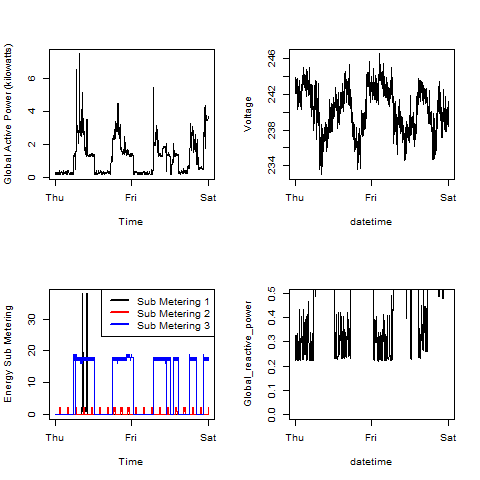 Global Active Power (kilowatts)
0 2 4 6
Thu Fri Sat
Time
Voltage
234 238 242 246
Thu Fri Sat
datetime
Energy Sub Metering
0 10 20 30
Sub Metering 1
Sub Metering 2
Sub Metering 3
Thu Fri Sat
Time
Global_reactive_power
0.0 0.1 0.2 0.3 0.4 0.5
Thu Fri Sat
datetime